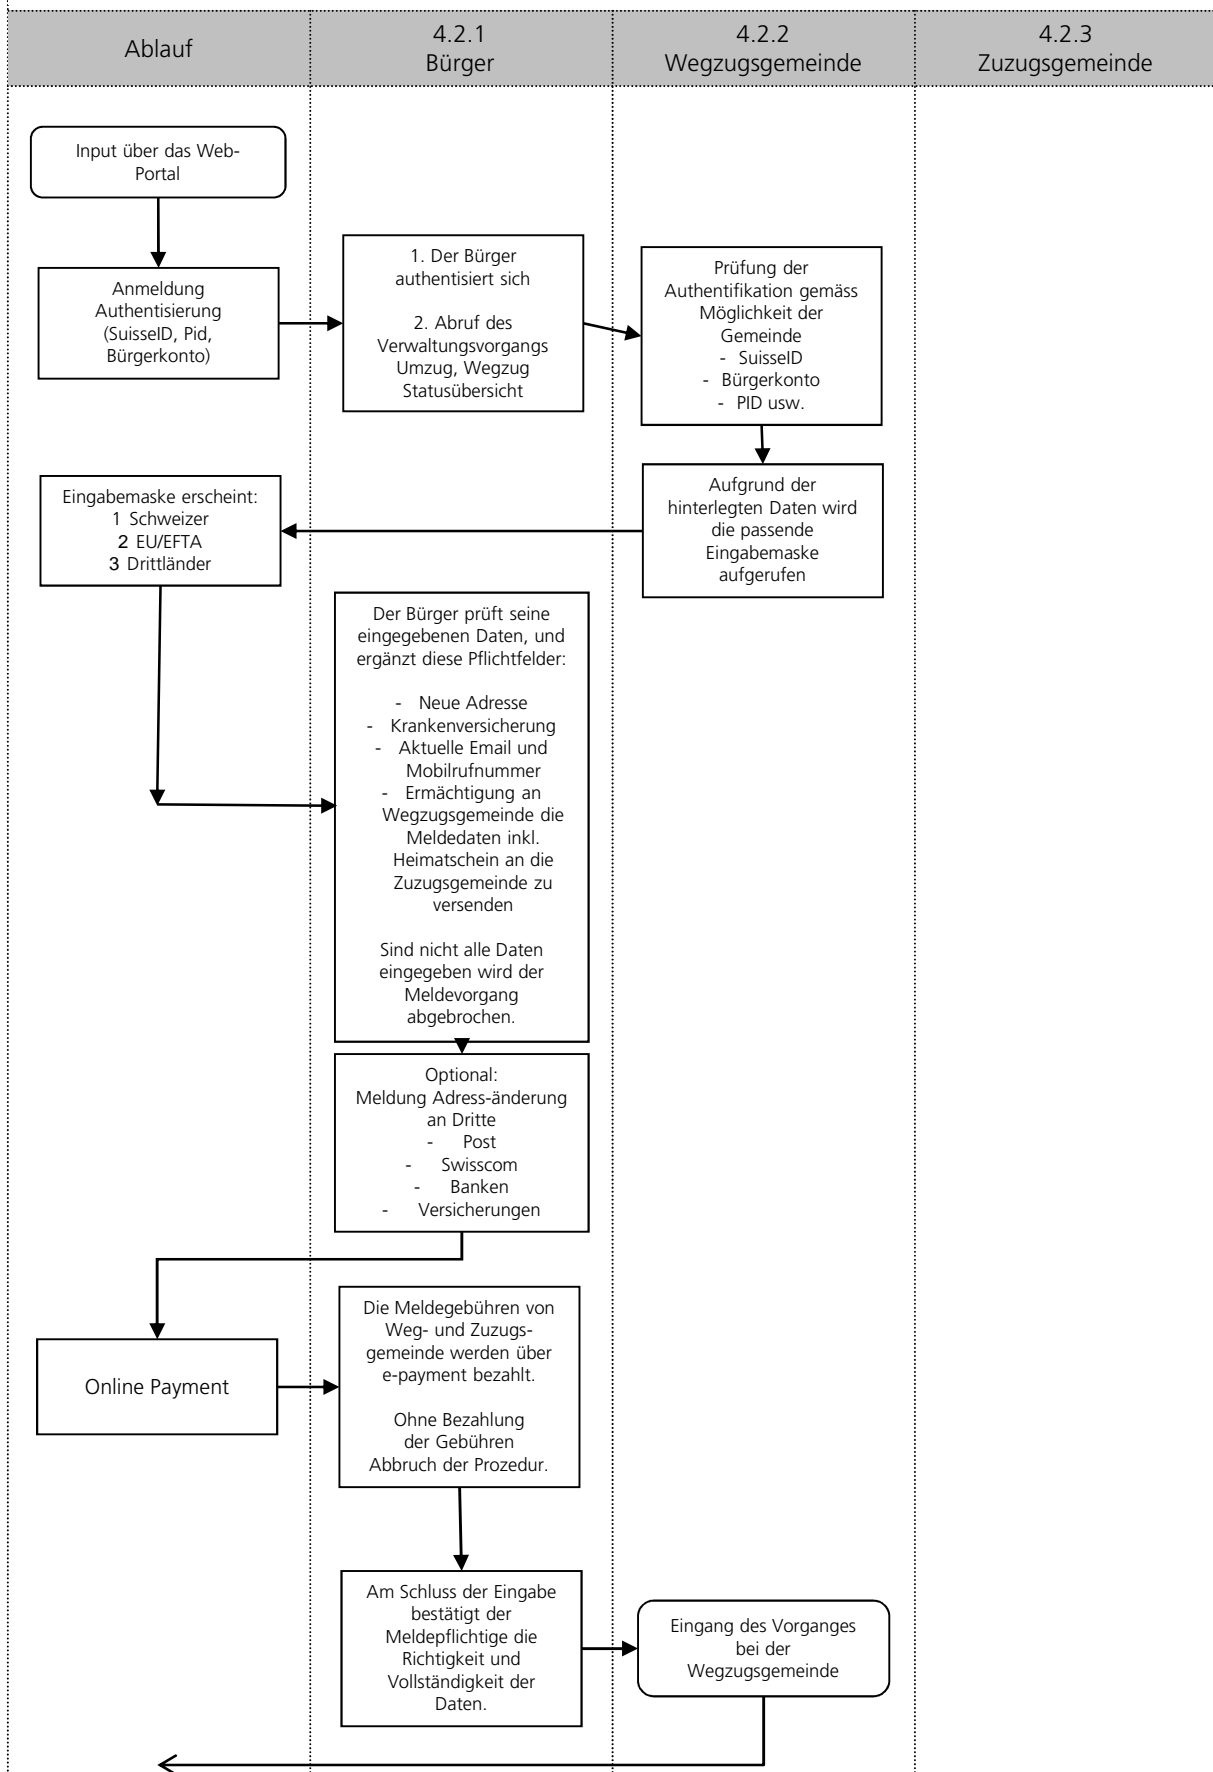 Ablauf
4.2.1
Bürger
4.2.2
Wegzugsgemeinde
4.2.3
Zuzugsgemeinde
Input über das Web-
Portal
Anmeldung
Authentisierung
(SuisseID, Pid,
Bürgerkonto)
1. Der Bürger
authentisiert sich
2. Abruf des
Verwaltungsvorgangs
Umzug, Wegzug
Statusübersicht
Prüfung der
Authentifikation gemäss
Möglichkeit der
Gemeinde
- SuisseID
- Bürgerkonto
- PID usw.
Aufgrund der
hinterlegten Daten wird
die passende
Eingabemaske
aufgerufen
Eingabemaske erscheint:
1 Schweizer
2 EU/EFTA
3 Drittländer
Der Bürger prüft seine
eingegebenen Daten, und
ergänzt diese Pflichtfelder:
- Neue Adresse
- Krankenversicherung
- Aktuelle Email und
Mobilrufnummer
- Ermächtigung an
Wegzugsgemeinde die
Meldedaten inkl.
Heimatschein an die
Zuzugsgemeinde zu
versenden
Sind nicht alle Daten
eingegeben wird der
Meldevorgang
abgebrochen.
Optional:
Meldung Adress-änderung
an Dritte
- Post
- Swisscom
- Banken
- Versicherungen
Online Payment
Die Meldegebühren von
Weg- und Zuzugs-
gemeinde werden über
e-payment bezahlt.
Ohne Bezahlung
der Gebühren
Abbruch der Prozedur.
Am Schluss der Eingabe
bestätigt der
Meldepflichtige die
Richtigkeit und
Vollständigkeit der
Daten.
Eingang des Vorganges
bei der
Wegzugsgemeinde